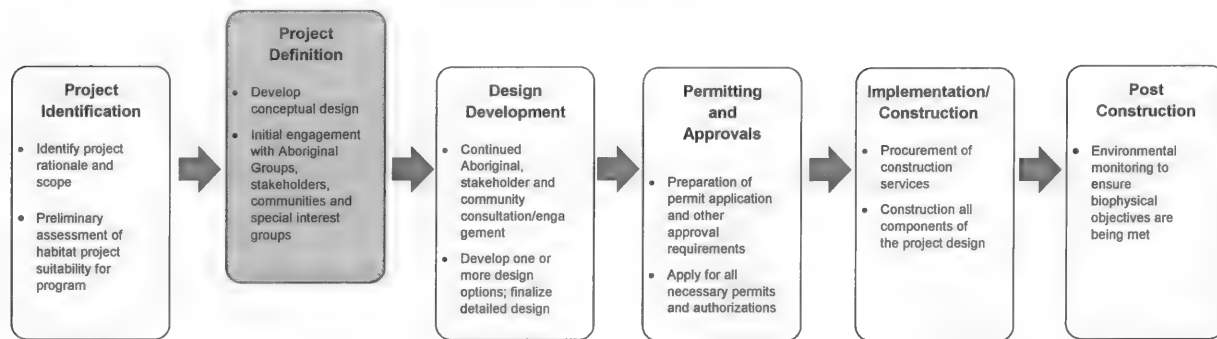 Project
Identification
• Identify project
rationale and
scope
• Preliminary
assessment of
habitat project
suitability for
program
Project
Definition
• Develop
conceptual design
• Initial engagement
with Aboriginal
Groups,
stakeholders,
communities and
special interest
groups
Design
Development
• Continued
Aboriginal,
stakeholder and
community
consultation/enga
gement
• Develop one or
more design
options; finalize
detailed design
Permitting
and
Approvals
• Preparation of
permit application
and other
approval
requirements
• Apply for all
necessary permits
and authorizations
Implementation/
Construction
• Procurement of
construction
services
• Construction all
components of
the project design
Post
Construction
• Environmental
monitoring to
ensure
biophysical
objectives are
being met